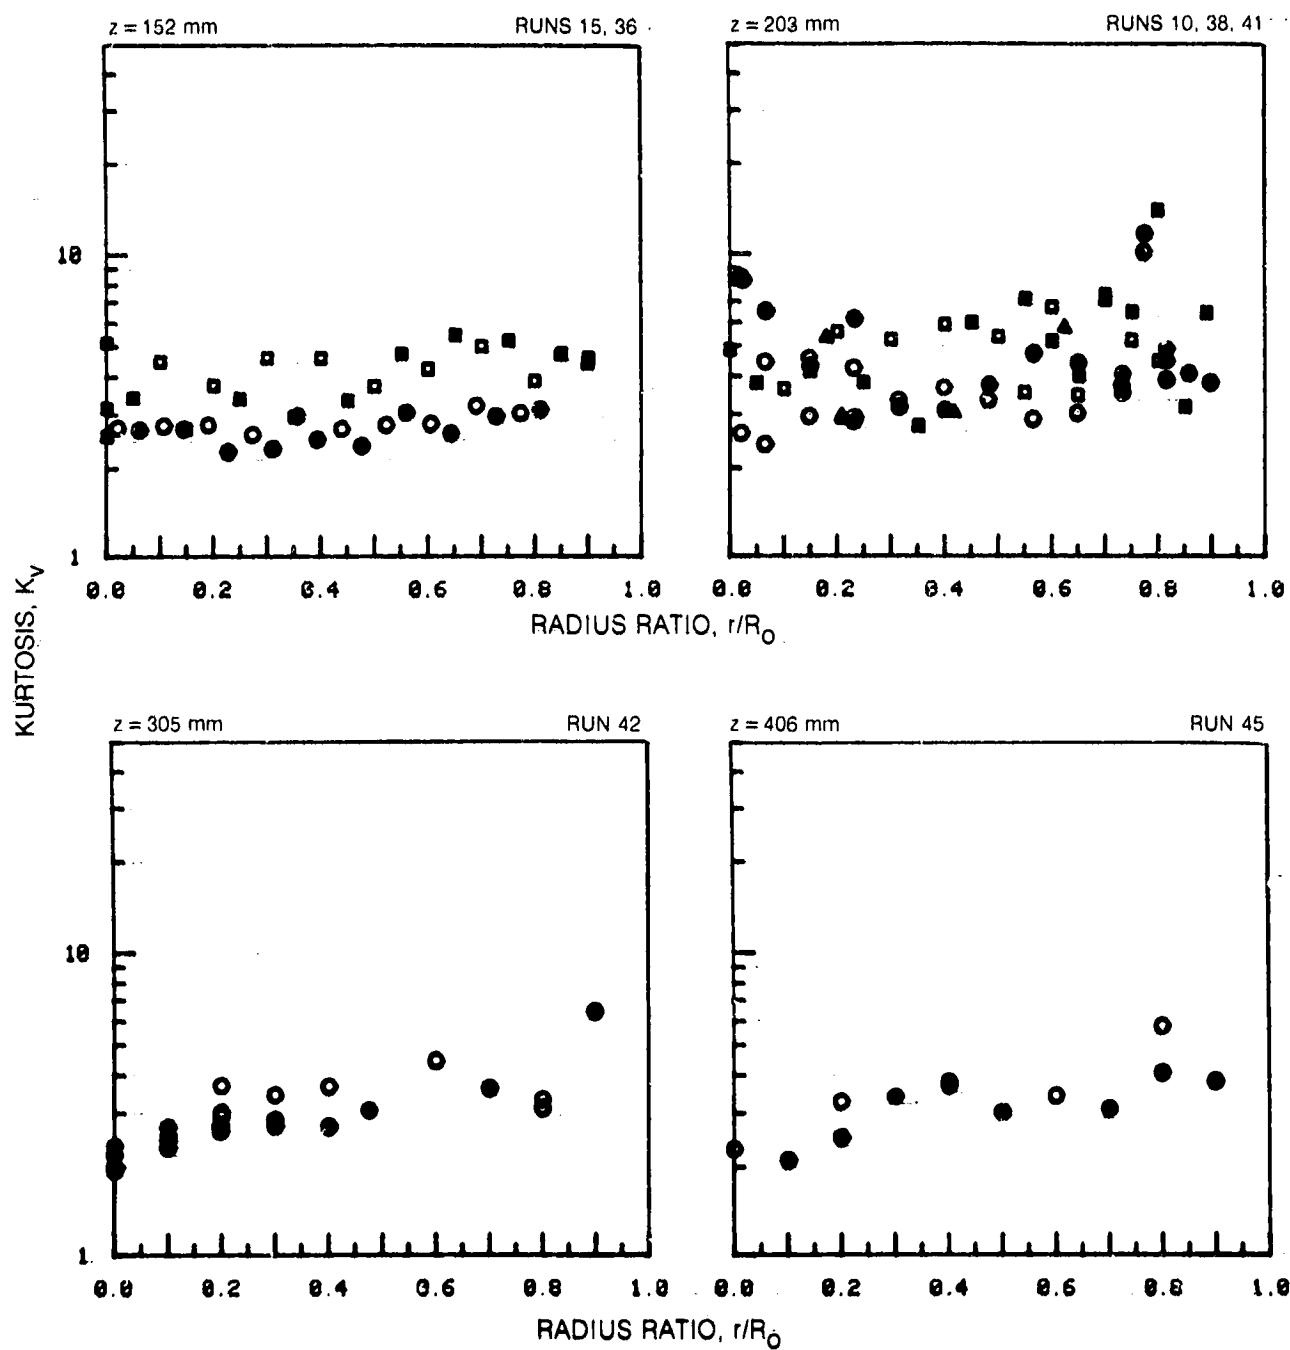 z = 152 mm RUNS 15, 36
z = 203 mm RUNS 10, 38, 41
10
1
0.0 0.2 0.4 0.6 0.8 1.0
0.0 0.2 0.4 0.6 0.8 1.0
RADIUS RATIO, r/Ro
KURTOSIS, Kv
z = 305 mm RUN 42
z = 406 mm RUN 45
10
1.
0.0 0.2 0.4 0.6 0.8 1.0
0.0 0.2 0.4 0.6 0.8 1.0
RADIUS RATIO, r/Ro